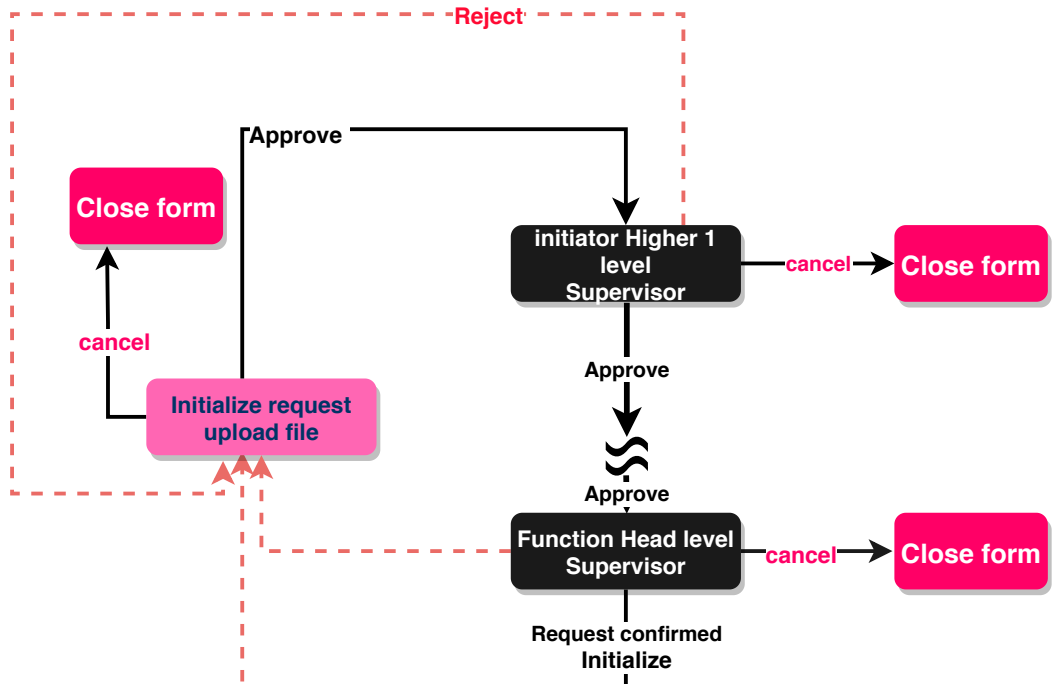 Reject
Approve
Close form
initiator Higher 1
level
Supervisor
cancel
Close form
cancel
Approve
Initialize request
upload file
Approve
Function Head level
Supervisor
cancel
Close form
Request confirmed
Initialize